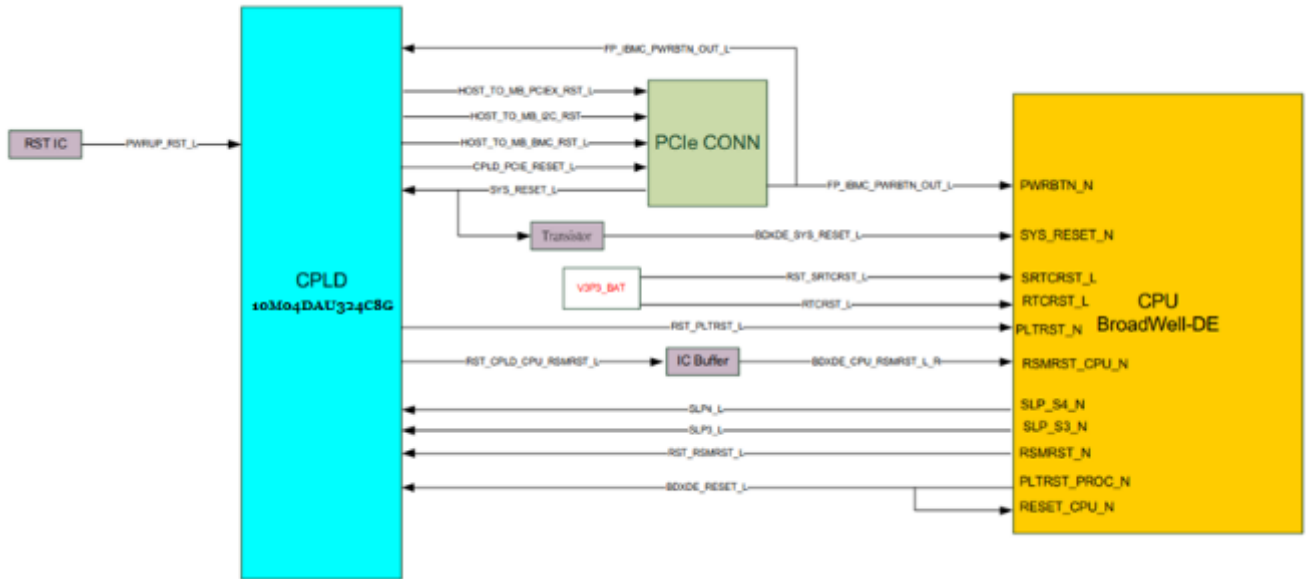 FP_IBMC_PWRBTN_OUT_L
HOST_TO_MB_PCIEX_RST_L
HOST_TO_MB_I2C_RST
HOST_TO_MB_BMC_RST_L
CPLD_PCIE_RESET_L
SYS_RESET_L
PCIe CONN
RST IC
PWRUP_RST_L
FP_IBMC_PWRBTN_OUT_L
PWRBTN_N
Transistor
BDXDE_SYS_RESET_L
SYS_RESET_N
CPLD
10M04DAU324C8G
V3P3_BAT
RST_SRTCRST_L
SRTCRST_L
RTCRST_L
RTCRST_L
CPU
BroadWell-DE
RST_PLTRST_L
PLTRST_N
RST_CPLD_CPU_RSMRST_L
IC Buffer
BDXDE_CPU_RSMRST_L_R
RSMRST_CPU_N
SLP4_L
SLP_S4_N
SLP3_L
SLP_S3_N
RST_RSMRST_L
RSMRST_N
BDXDE_RESET_L
PLTRST_PROC_N
RESET_CPU_N